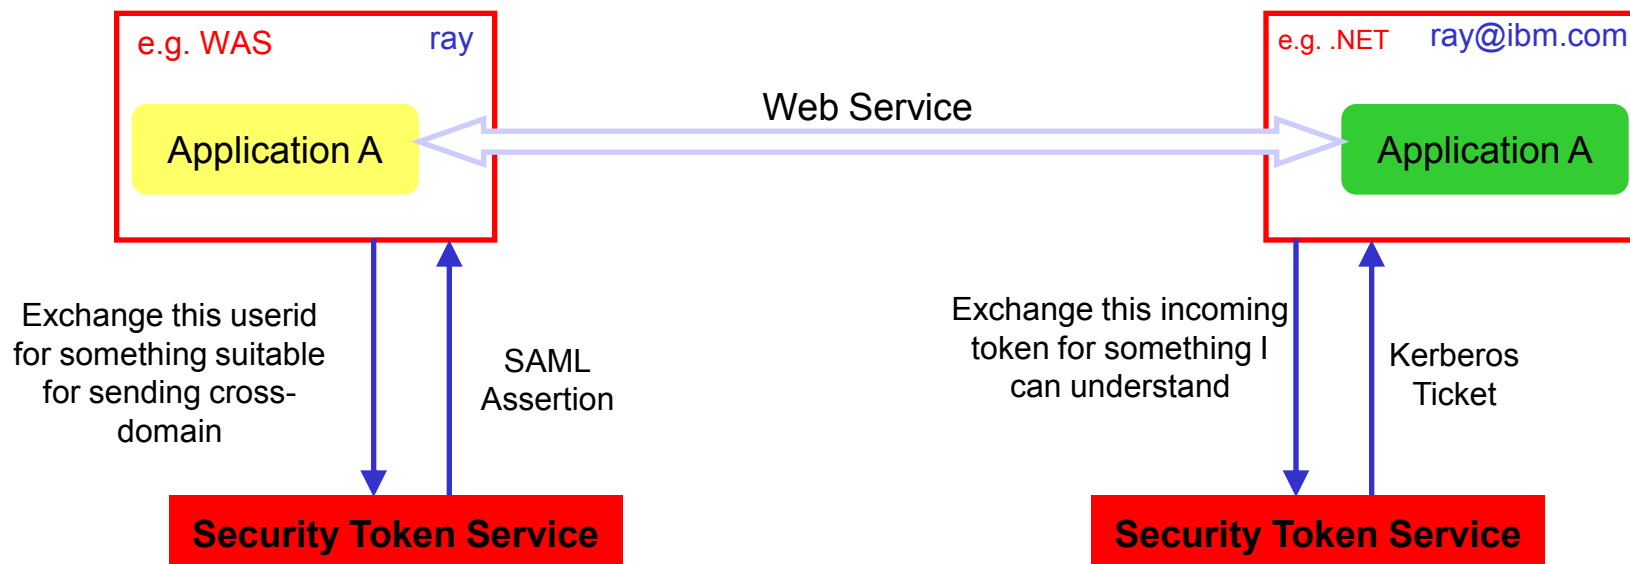 e.g. WAS
ray
Application A
Web Service
e.g. .NET
ray@ibm.com
Application A
Exchange this userid
for something suitable
for sending cross-
domain
SAML
Assertion
Exchange this incoming
token for something I
can understand
Kerberos
Ticket
Security Token Service
Security Token Service